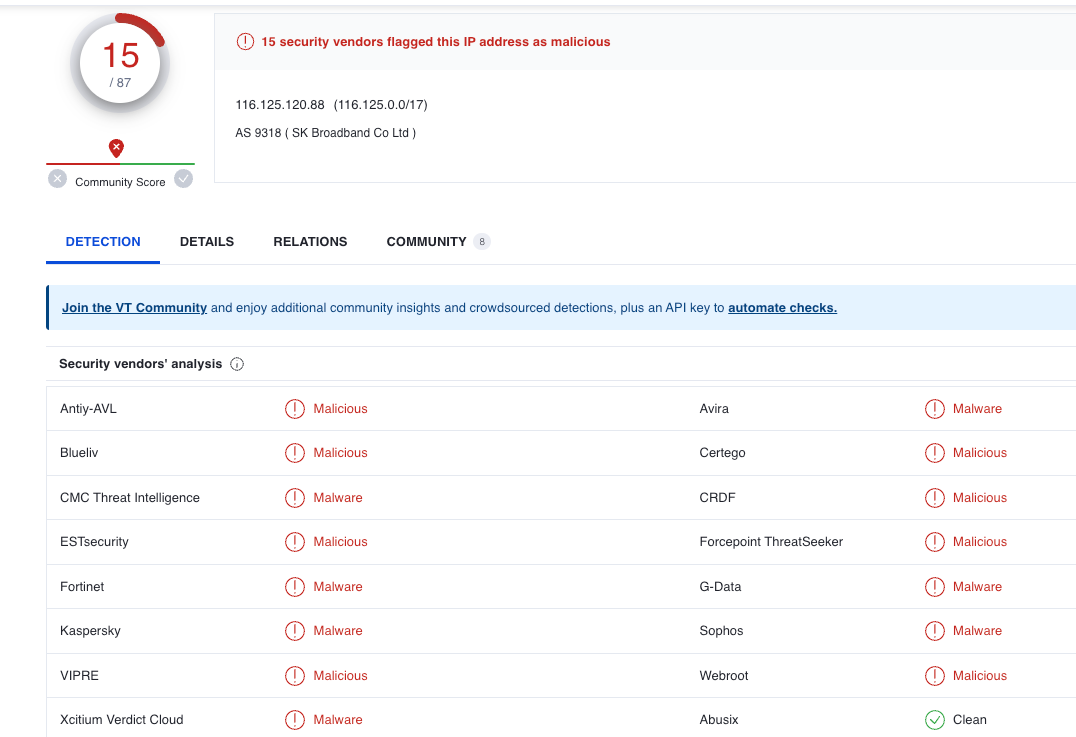 15
/ 87
15 security vendors flagged this IP address as malicious
116.125.120.88 (116.125.0.0/17)
AS 9318 ( SK Broadband Co Ltd )
Community Score
DETECTION DETAILS RELATIONS COMMUNITY 8
Join the VT Community and enjoy additional community insights and crowdsourced detections, plus an API key to automate checks.
Security vendors' analysis
Antiy-AVL Malicious Avira Malware
Blueliv Malicious Certego Malicious
CMC Threat Intelligence Malware CRDF Malicious
ESTsecurity Malicious Forcepoint ThreatSeeker Malicious
Fortinet Malware G-Data Malware
Kaspersky Malware Sophos Malware
VIPRE Malicious Webroot Malicious
Xcitium Verdict Cloud Malware Abusix Clean